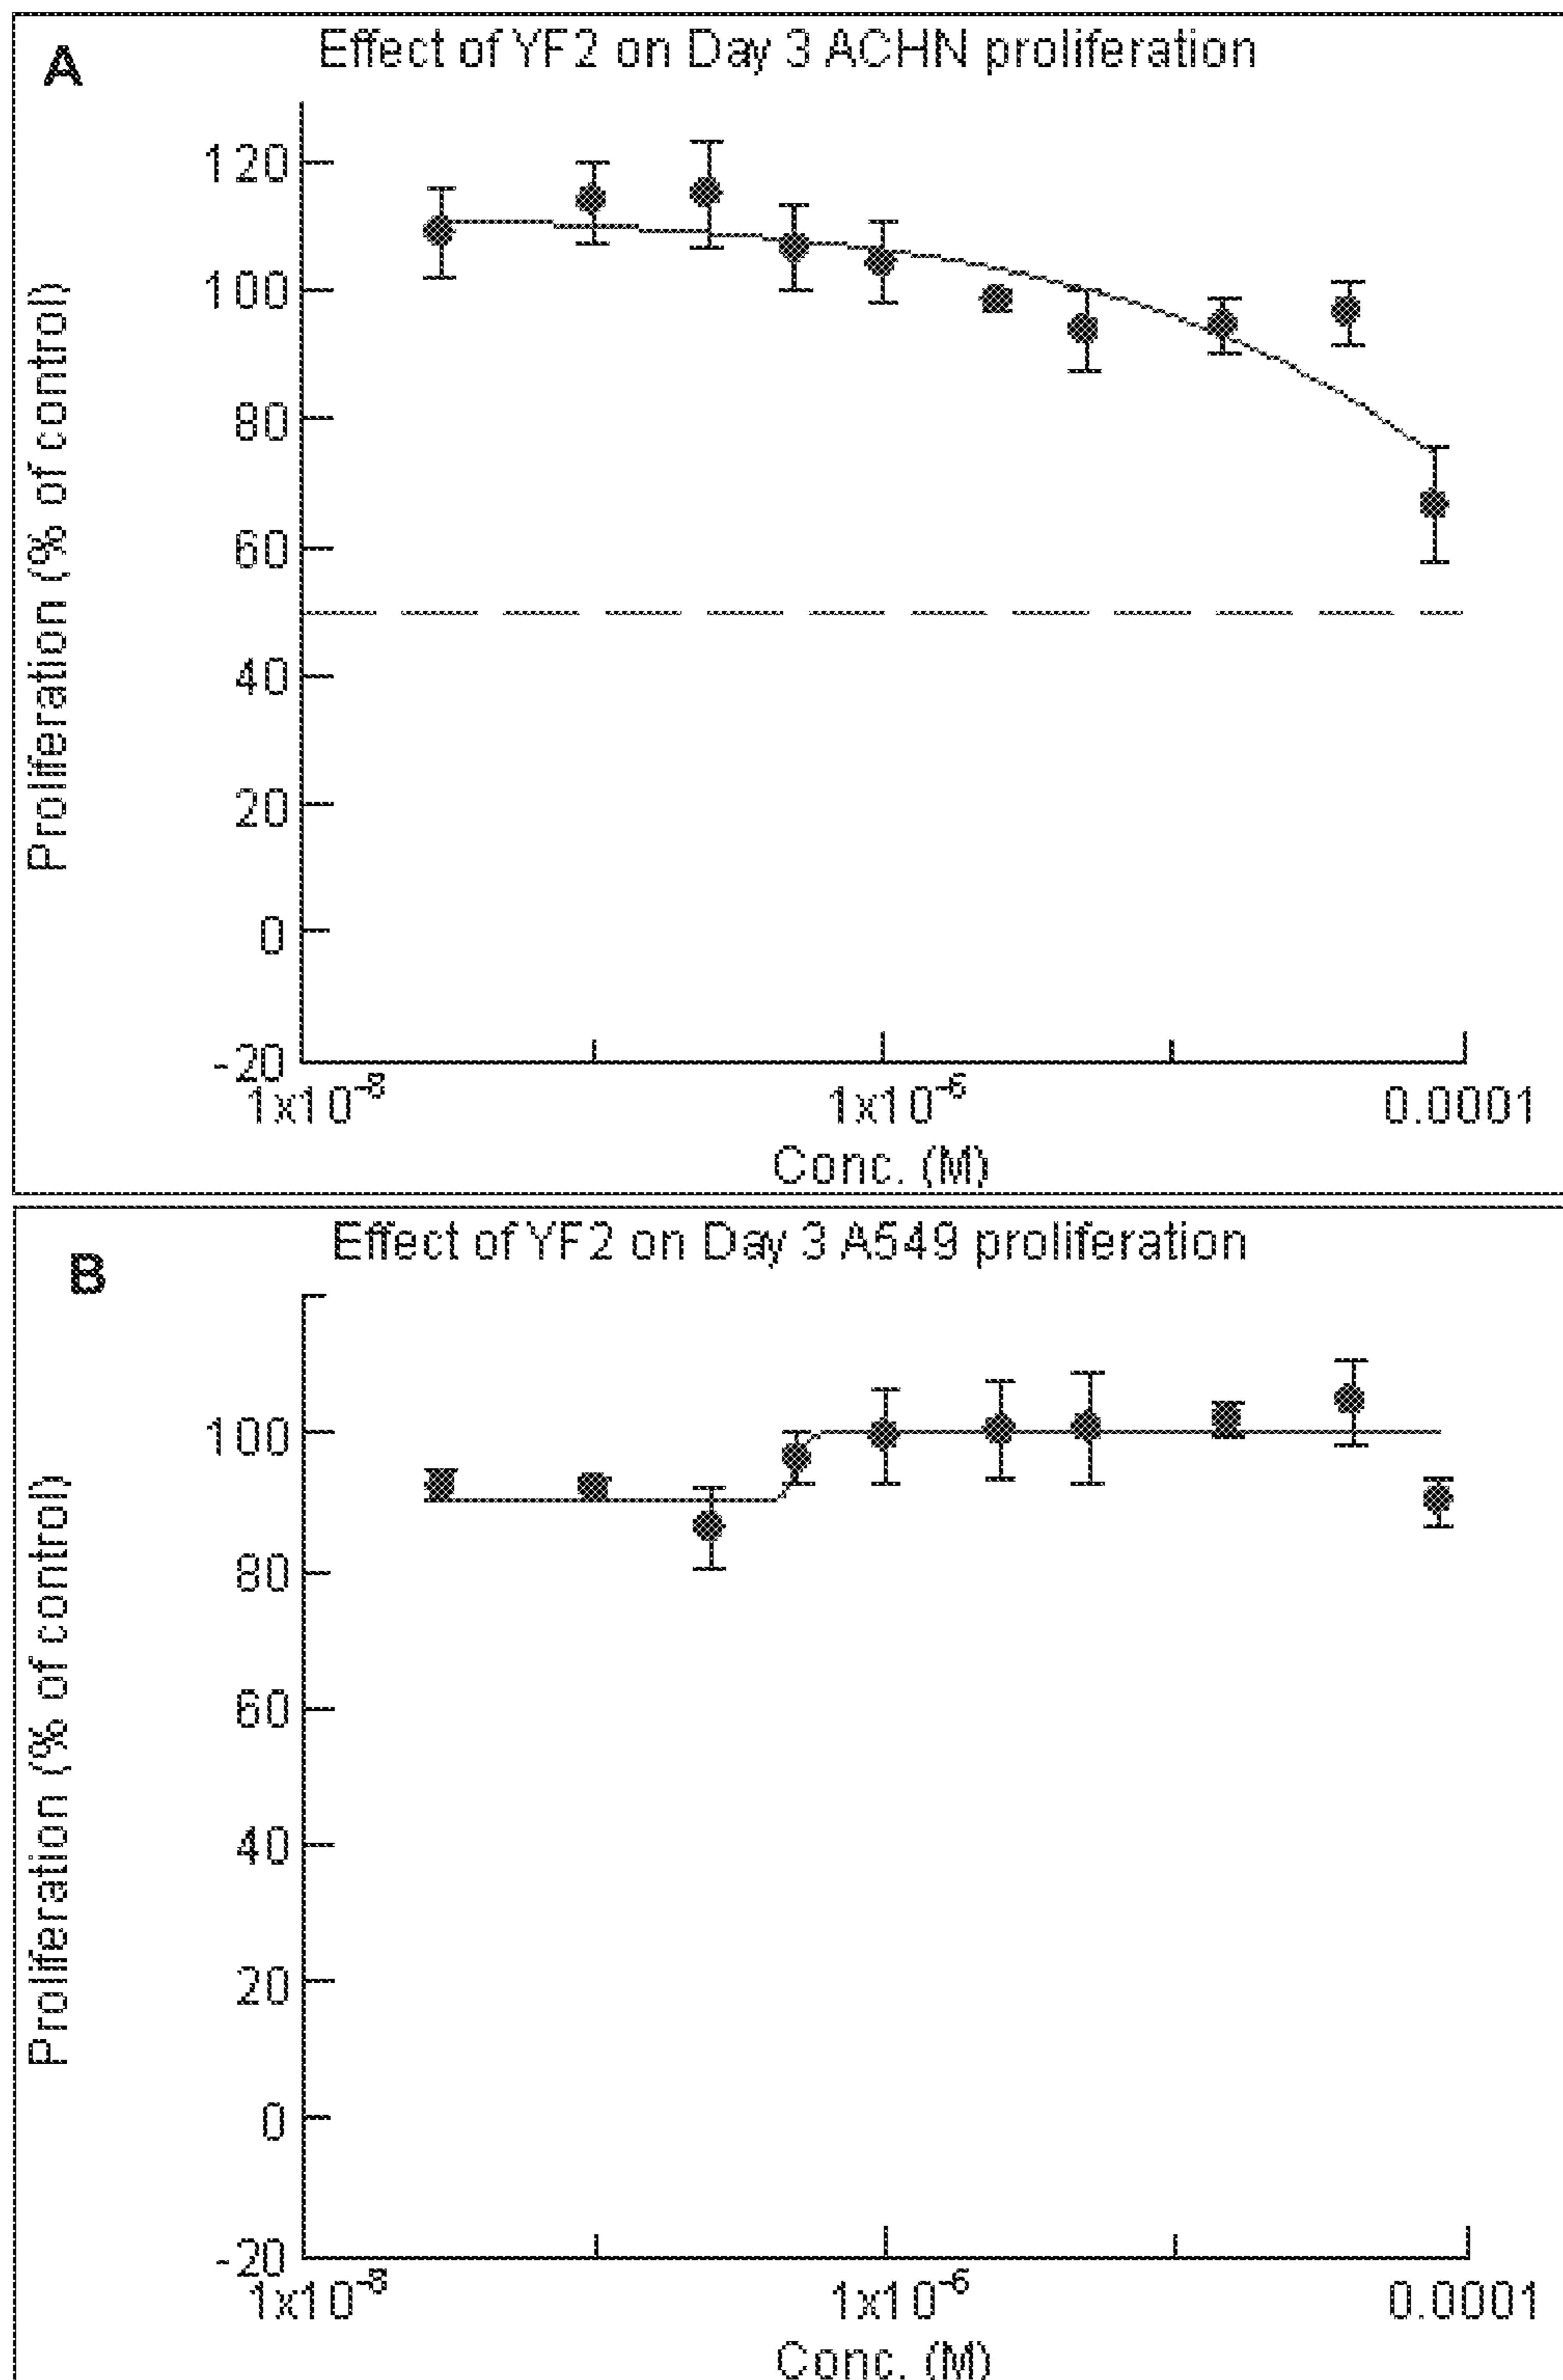 A
Effect of YF2 on Day 3 ACHN proliferation
Proliferation (% of control)
120
100
80
60
40
20
0
-20
1x10⁻⁸
1x10⁻⁶
0.0001
Conc. (M)
B
Effect of YF2 on Day 3 A549 proliferation
Proliferation (% of control)
100
80
60
40
20
0
-20
1x10⁻⁸
1x10⁻⁶
0.0001
Conc. (M)